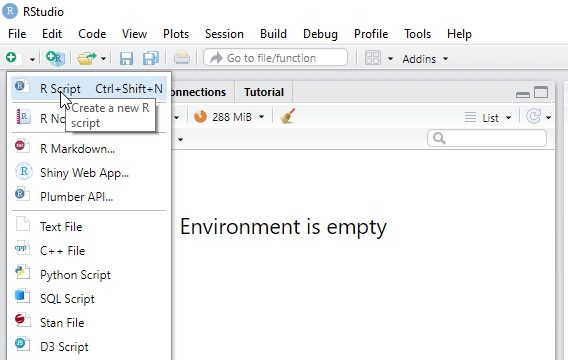 RStudio
File Edit Code View Plots Session Build Debug Profile Tools Help
Go to file/function Addins
R Script Ctrl+Shift+N
Create a new R
script
onnections Tutorial
R No
288 MiB List
R Markdown...
Shiny Web App...
Plumber API...
Text File
Environment is empty
C++ File
Python Script
SQL Script
Stan File
D3 Script